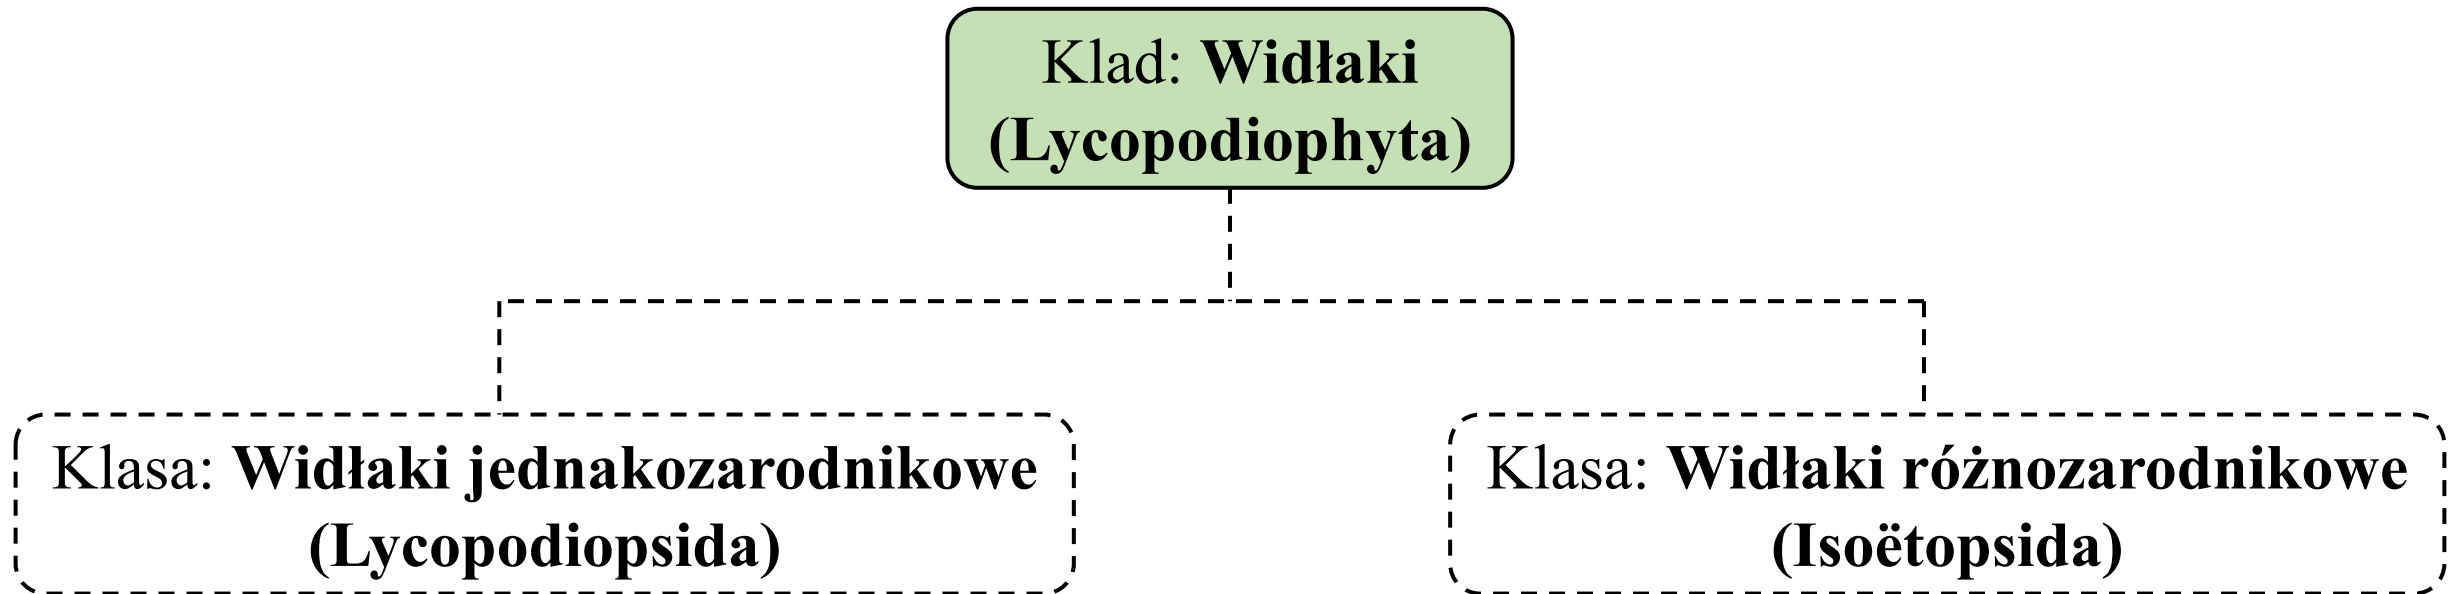 Klad: Widłaki
(Lycopodiophyta)
Klasa: Widłaki jednakozarodnikowe
(Lycopodiopsida)
Klasa: Widłaki różnozarodnikowe
(Isoëtopsida)